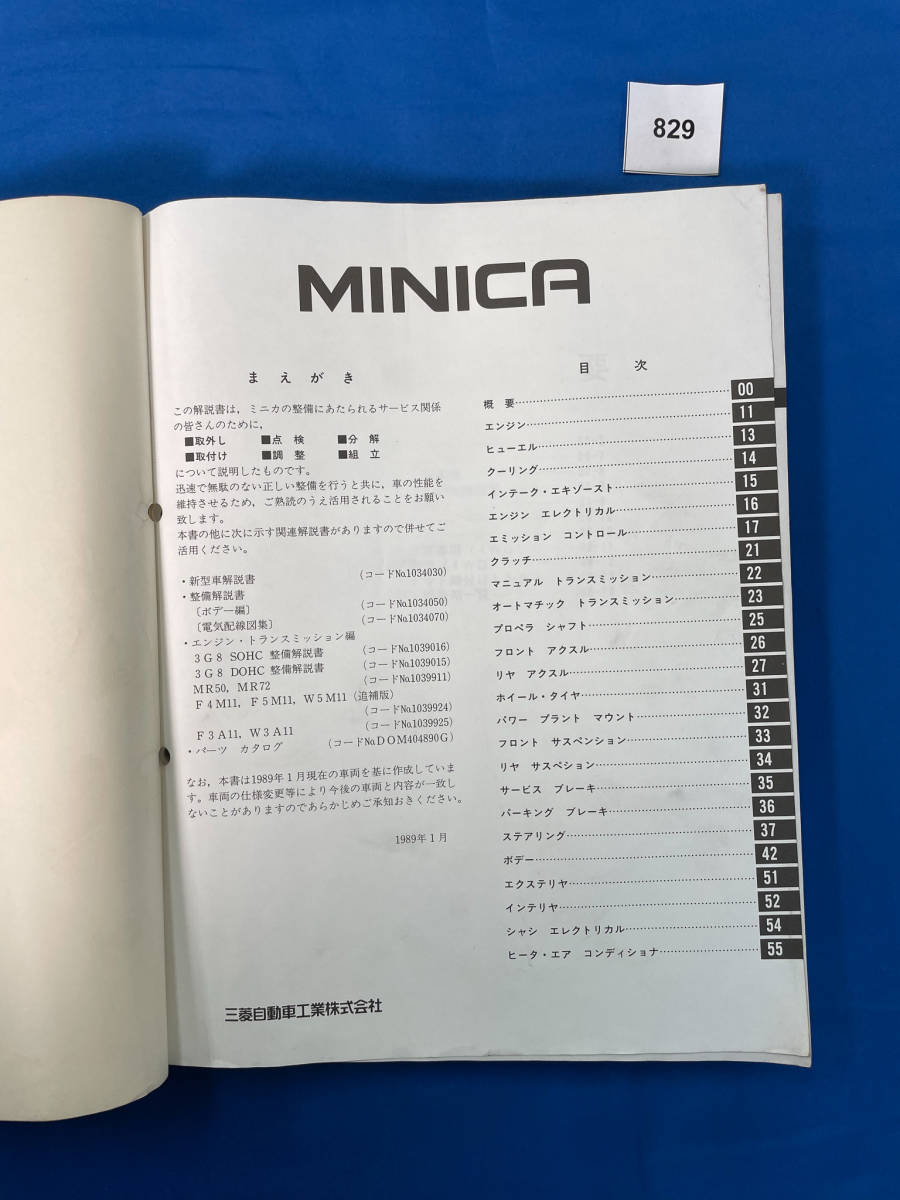 829
MINICA
まえがき
この解説書は，ミニカの整備にあたられるサービス関係
の皆さんのために，
■取外し ■点 検 ■分 解
■取付け ■調 整 ■組 立
について説明したものです。
迅速で無駄のない正しい整備を行うと共に，車の性能を
維持させるため，ご熟読のうえ活用されることをお願い
致します。
本書の他に次に示す関連解説書がありますので併せてご
活用ください。
・新型車解説書 (コードNo.1034030)
・整備解説書
〔ボデー編〕 (コードNo.1034050)
〔電気配線図集〕 (コードNo.1034070)
・エンジン・トランスミッション編
3G8 SOHC 整備解説書 (コードNo.1039016)
3G8 DOHC 整備解説書 (コードNo.1039015)
MR50，MR72 (コードNo.1039911)
F4M11，F5M11，W5M11（追補版）
(コードNo.1039924)
F3A11，W3A11 (コードNo.1039925)
・パーツ カタログ (コードNo.DOM404890G)
なお，本書は1989年1月現在の車両を基に作成していま
す。車両の仕様変更等により今後の車両と内容が一致し
ないことがありますのであらかじめご承知おきください。
1989年1月
三菱自動車工業株式会社
目 次
概 要 00
エンジン 11
ヒューエル 13
クーリング 14
インテーク・エキゾースト 15
エンジン エレクトリカル 16
エミッション コントロール 17
クラッチ 21
マニュアル トランスミッション 22
オートマチック トランスミッション 23
プロペラ シャフト 25
フロント アクスル 26
リヤ アクスル 27
ホイール・タイヤ 31
パワー プラント マウント 32
フロント サスペンション 33
リヤ サスペション 34
サービス ブレーキ 35
パーキング ブレーキ 36
ステアリング 37
ボデー 42
エクステリヤ 51
インテリヤ 52
シャシ エレクトリカル 54
ヒータ・エア コンディショナ 55